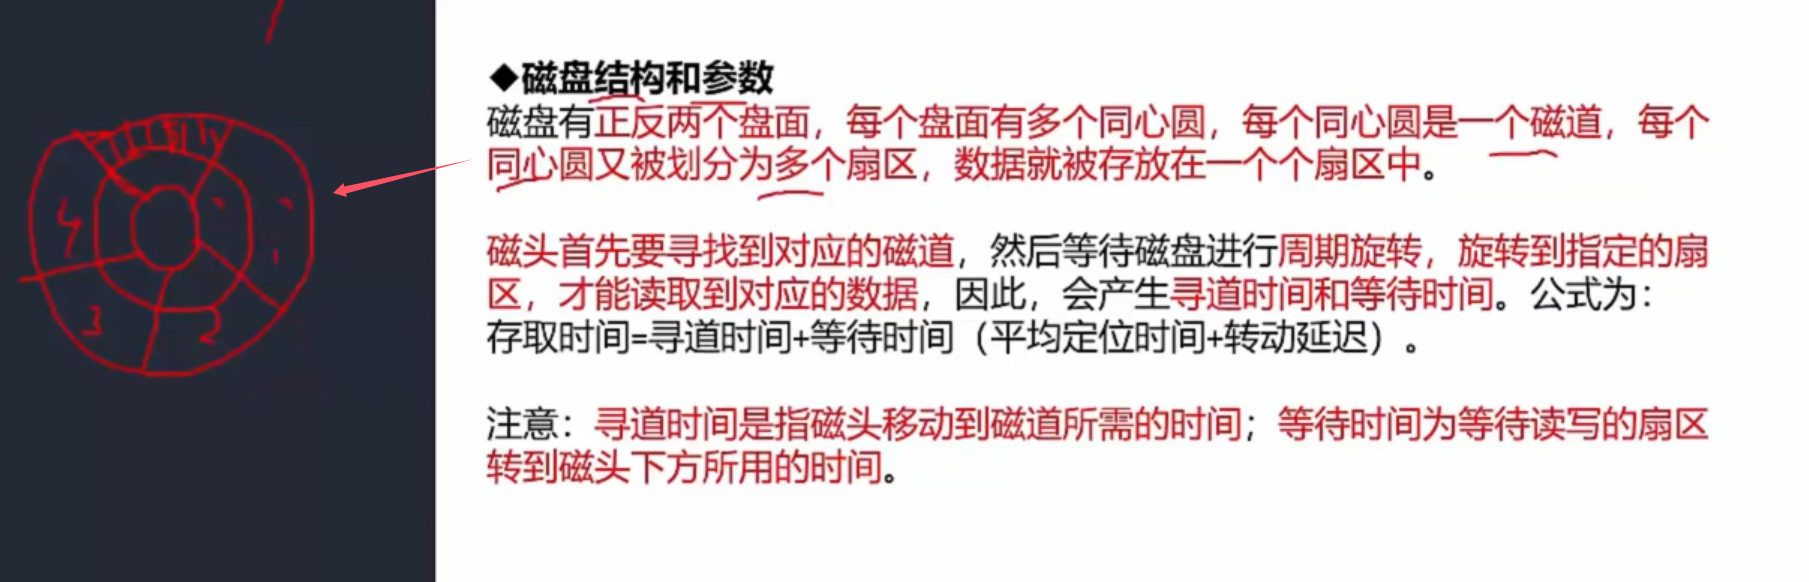 ◆磁盘结构和参数
磁盘有正反两个盘面，每个盘面有多个同心圆，每个同心圆是一个磁道，每个
同心圆又被划分为多个扇区，数据就被存放在一个个扇区中。
磁头首先要寻找到对应的磁道，然后等待磁盘进行周期旋转，旋转到指定的扇
区，才能读取到对应的数据，因此，会产生寻道时间和等待时间。公式为：
存取时间=寻道时间+等待时间（平均定位时间+转动延迟）。
注意：寻道时间是指磁头移动到磁道所需的时间；等待时间为等待读写的扇区
转到磁头下方所用的时间。
4
3
2